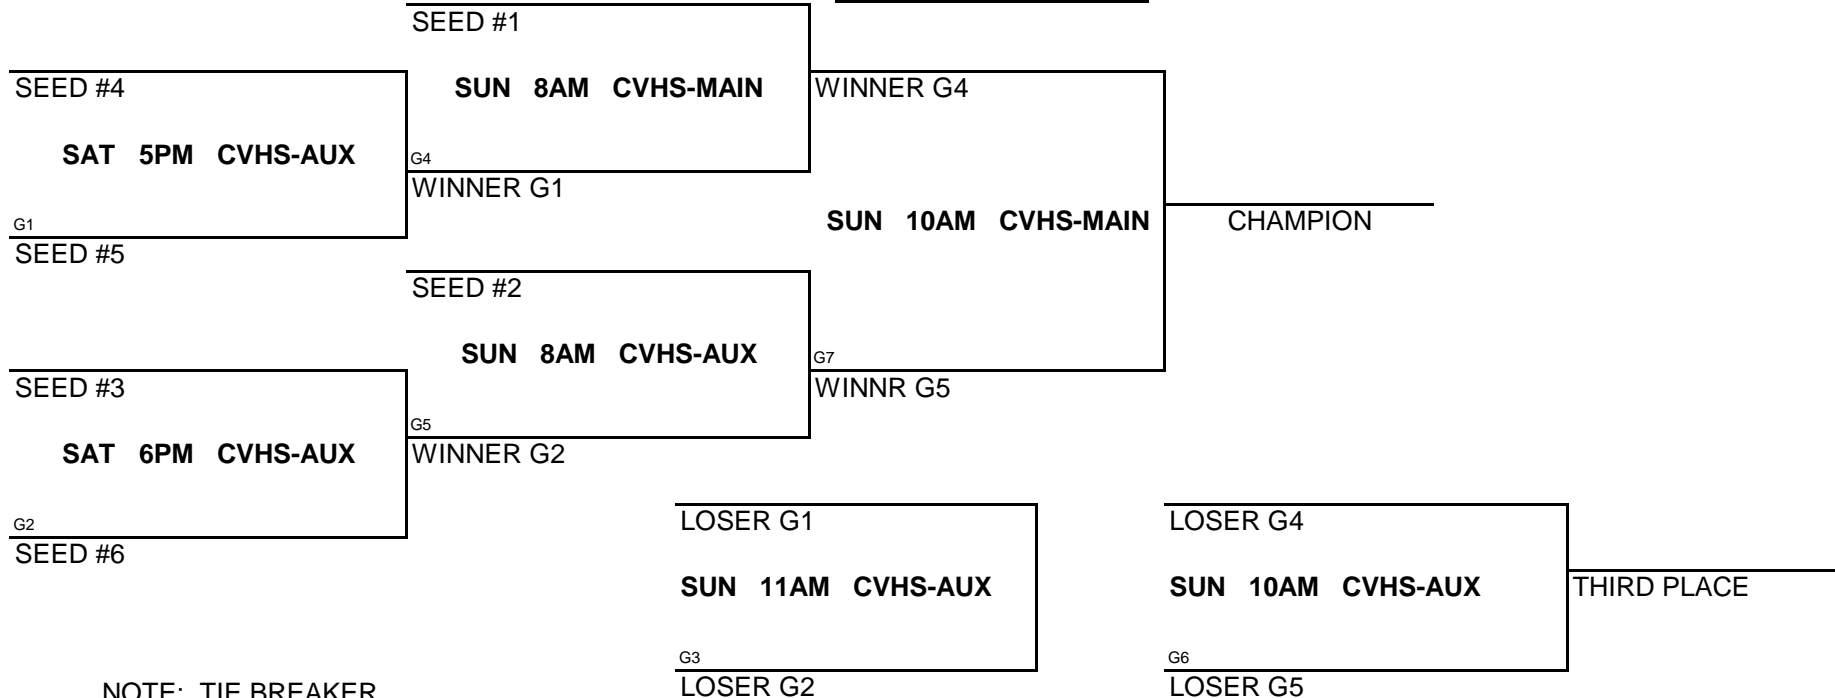 SEED #1
SEED #4
SUN 8AM CVHS-MAIN
WINNER G4
SAT 5PM CVHS-AUX
G4
WINNER G1
G1
SUN 10AM CVHS-MAIN
CHAMPION
SEED #5
SEED #2
SUN 8AM CVHS-AUX
G7
SEED #3
WINNR G5
G5
SAT 6PM CVHS-AUX
WINNER G2
G2
LOSER G1
LOSER G4
SEED #6
SUN 11AM CVHS-AUX
SUN 10AM CVHS-AUX
THIRD PLACE
G3
G6
NOTE: TIE BREAKER
LOSER G2
LOSER G5